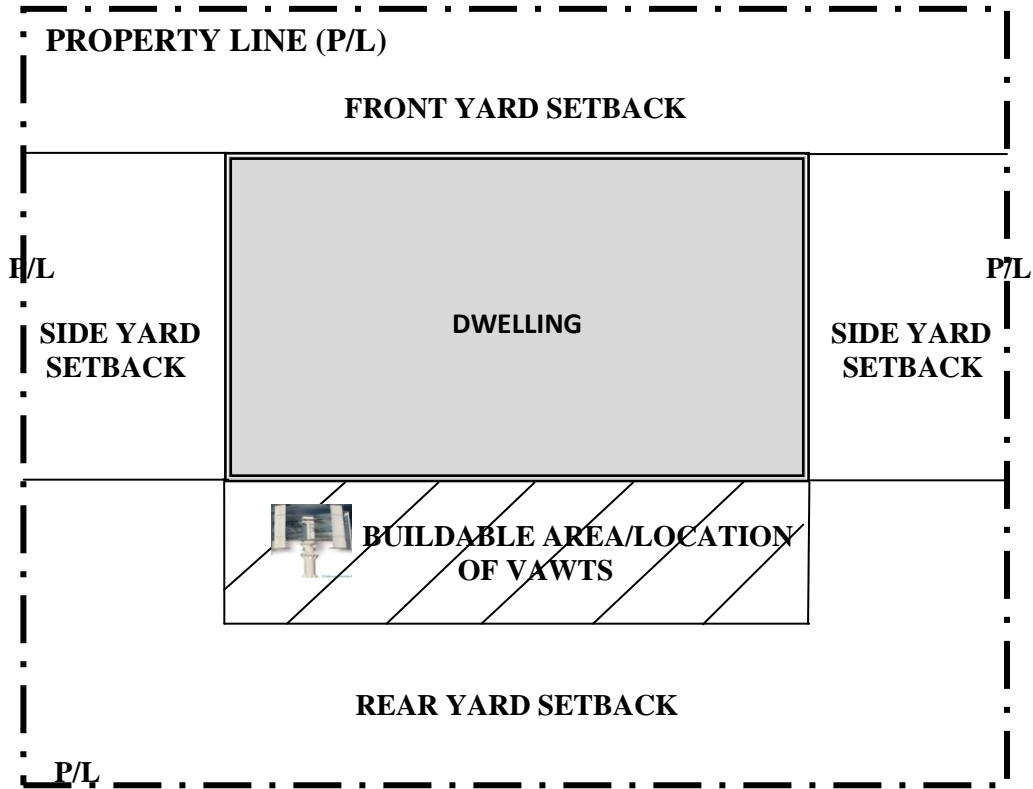 PROPERTY LINE (P/L)
FRONT YARD SETBACK
P/L
P/L
DWELLING
SIDE YARD
SETBACK
SIDE YARD
SETBACK
BUILDABLE AREA/LOCATION
OF VAWTS
REAR YARD SETBACK
P/L